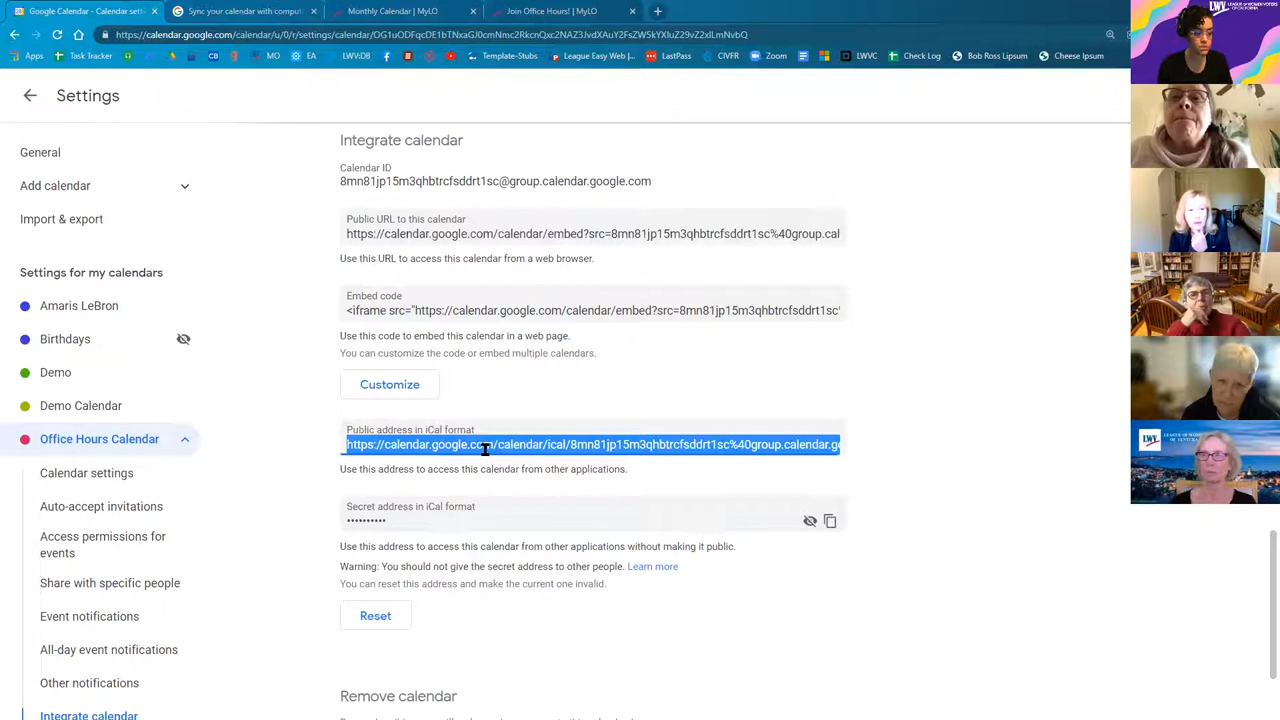 Google Calendar - Calendar sett
Sync your calendar with comput
Monthly Calendar | MyLO
Join Office Hours! | MyLO
https://calendar.google.com/calendar/u/0/r/settings/calendar/
Apps
Task Tracker
MO
EA
LWV:DB
Template-Stubs
League Easy Web |...
LastPass
CIVFR
Zoom
LWVC
Check Log
Bob Ross Lipsum
Cheese Ipsum
Settings
General
Add calendar
Import & export
Settings for my calendars
Amaris LeBron
Birthdays
Demo
Demo Calendar
Office Hours Calendar
Calendar settings
Auto-accept invitations
Access permissions for
events
Share with specific people
Event notifications
All-day event notifications
Other notifications
Integrate calendar
Integrate calendar
Calendar ID
8mn81jp15m3qhbtrcfsddrt1sc@group.calendar.google.com
Public URL to this calendar
https://calendar.google.com/calendar/embed?src=8mn81jp15m3qhbtrcfsddrt1sc%40group.cal
Use this URL to access this calendar from a web browser.
Embed code
<iframe src="https://calendar.google.com/calendar/embed?src=8mn81jp15m3qhbtrcfsddrt1sc'
Use this code to embed this calendar in a web page.
You can customize the code or embed multiple calendars.
Customize
Public address in iCal format
https://calendar.google.com/calendar/ical/8mn81jp15m3qhbtrcfsddrt1sc%40group.calendar.g
Use this address to access this calendar from other applications.
Secret address in iCal format
••••••••••
Use this address to access this calendar from other applications without making it public.
Warning: You should not give the secret address to other people. Learn more
You can reset this address and make the current one invalid.
Reset
Remove calendar
LWV
LEAGUE OF WOMEN VOTERS
OF CALIFORNIA